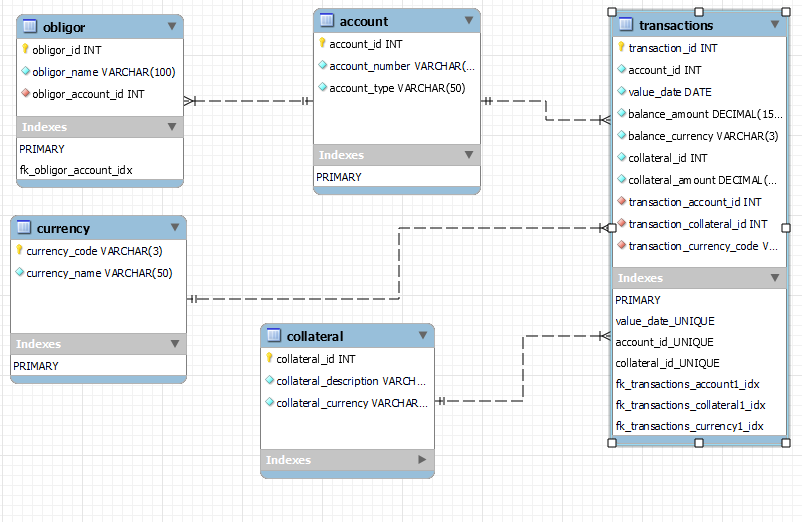 obligor
obligor_id INT
obligor_name VARCHAR(100)
obligor_account_id INT
Indexes
PRIMARY
fk_obligor_account_idx
account
account_id INT
account_number VARCHAR(...
account_type VARCHAR(50)
Indexes
PRIMARY
transactions
transaction_id INT
account_id INT
value_date DATE
balance_amount DECIMAL(15...
balance_currency VARCHAR(3)
collateral_id INT
collateral_amount DECIMAL(...
transaction_account_id INT
transaction_collateral_id INT
transaction_currency_code V...
Indexes
PRIMARY
value_date_UNIQUE
account_id_UNIQUE
collateral_id_UNIQUE
fk_transactions_account1_idx
fk_transactions_collateral1_idx
fk_transactions_currency1_idx
currency
currency_code VARCHAR(3)
currency_name VARCHAR(50)
Indexes
PRIMARY
collateral
collateral_id INT
collateral_description VARCH...
collateral_currency VARCHAR...
Indexes